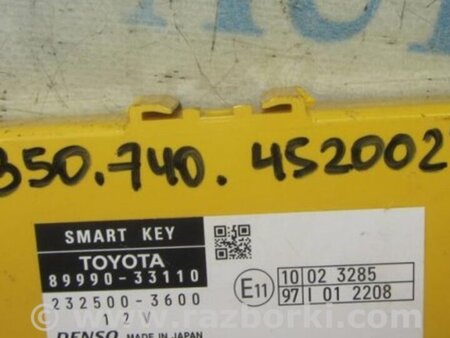 350.740.452002
SMART KEY
TOYOTA
89990-33110
232500-3600
12V
DENSO MADE IN JAPAN
E11
10 02 3285
97 I 01 2208
www.razborki.com